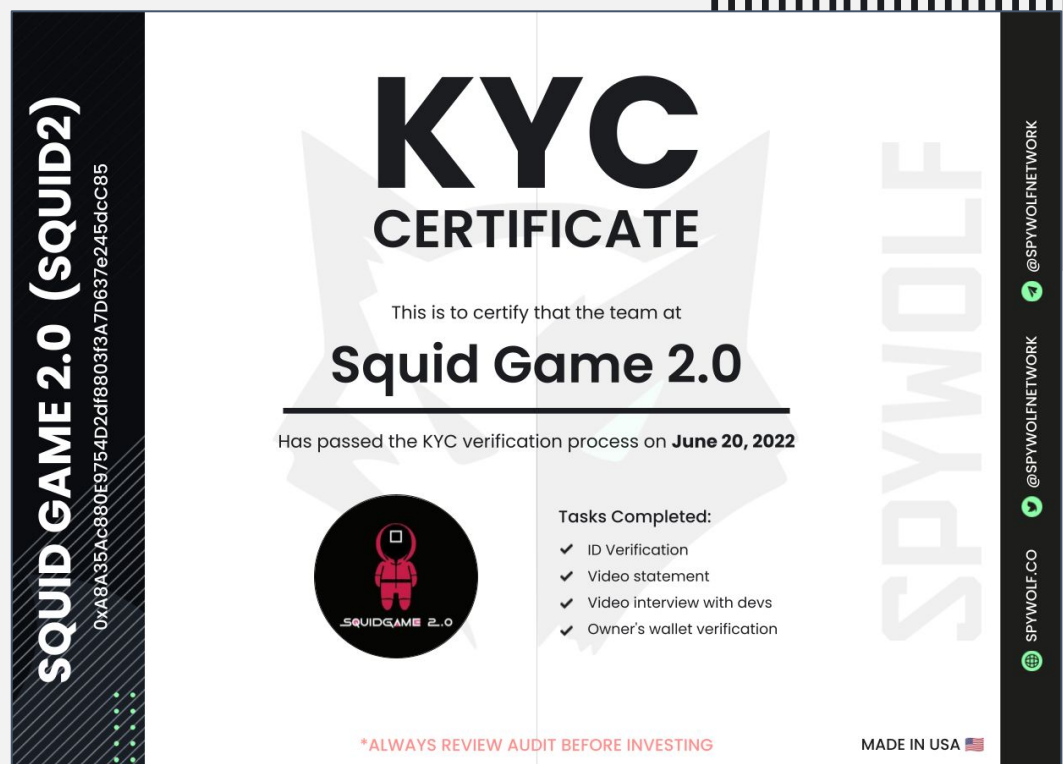 SQUID GAME 2.0 (SQUID2)
0xA8A35Ac880E9754D2df8803f3A7D637e245dcC85
KYC
CERTIFICATE
This is to certify that the team at
Squid Game 2.0
Has passed the KYC verification process on June 20, 2022
SQUIDGAME 2.0
Tasks Completed:
ID Verification
Video statement
Video interview with devs
Owner's wallet verification
*ALWAYS REVIEW AUDIT BEFORE INVESTING
MADE IN USA
SPYWOLF
@SPYWOLFNETWORK
@SPYWOLFNETWORK
SPYWOLF.CO